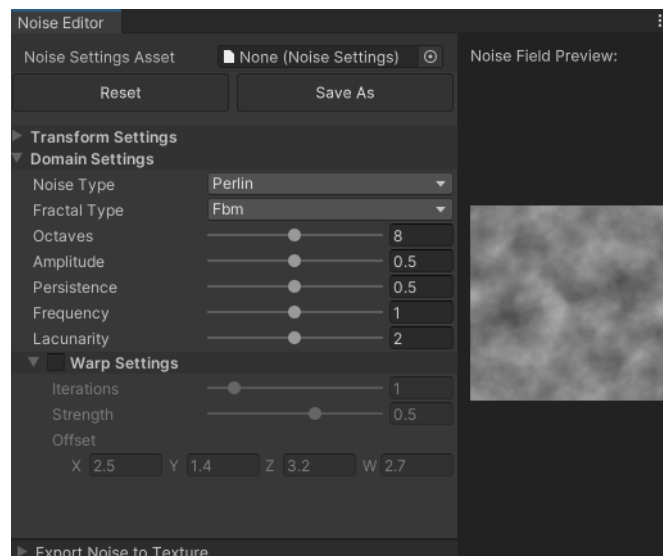 Noise Editor
Noise Settings Asset None (Noise Settings) Noise Field Preview:
Reset Save As
Transform Settings
Domain Settings
Noise Type Perlin
Fractal Type Fbm
Octaves 8
Amplitude 0.5
Persistence 0.5
Frequency 1
Lacunarity 2
Warp Settings
Iterations 1
Strength 0.5
Offset
X 2.5 Y 1.4 Z 3.2 W 2.7
Export Noise to Texture